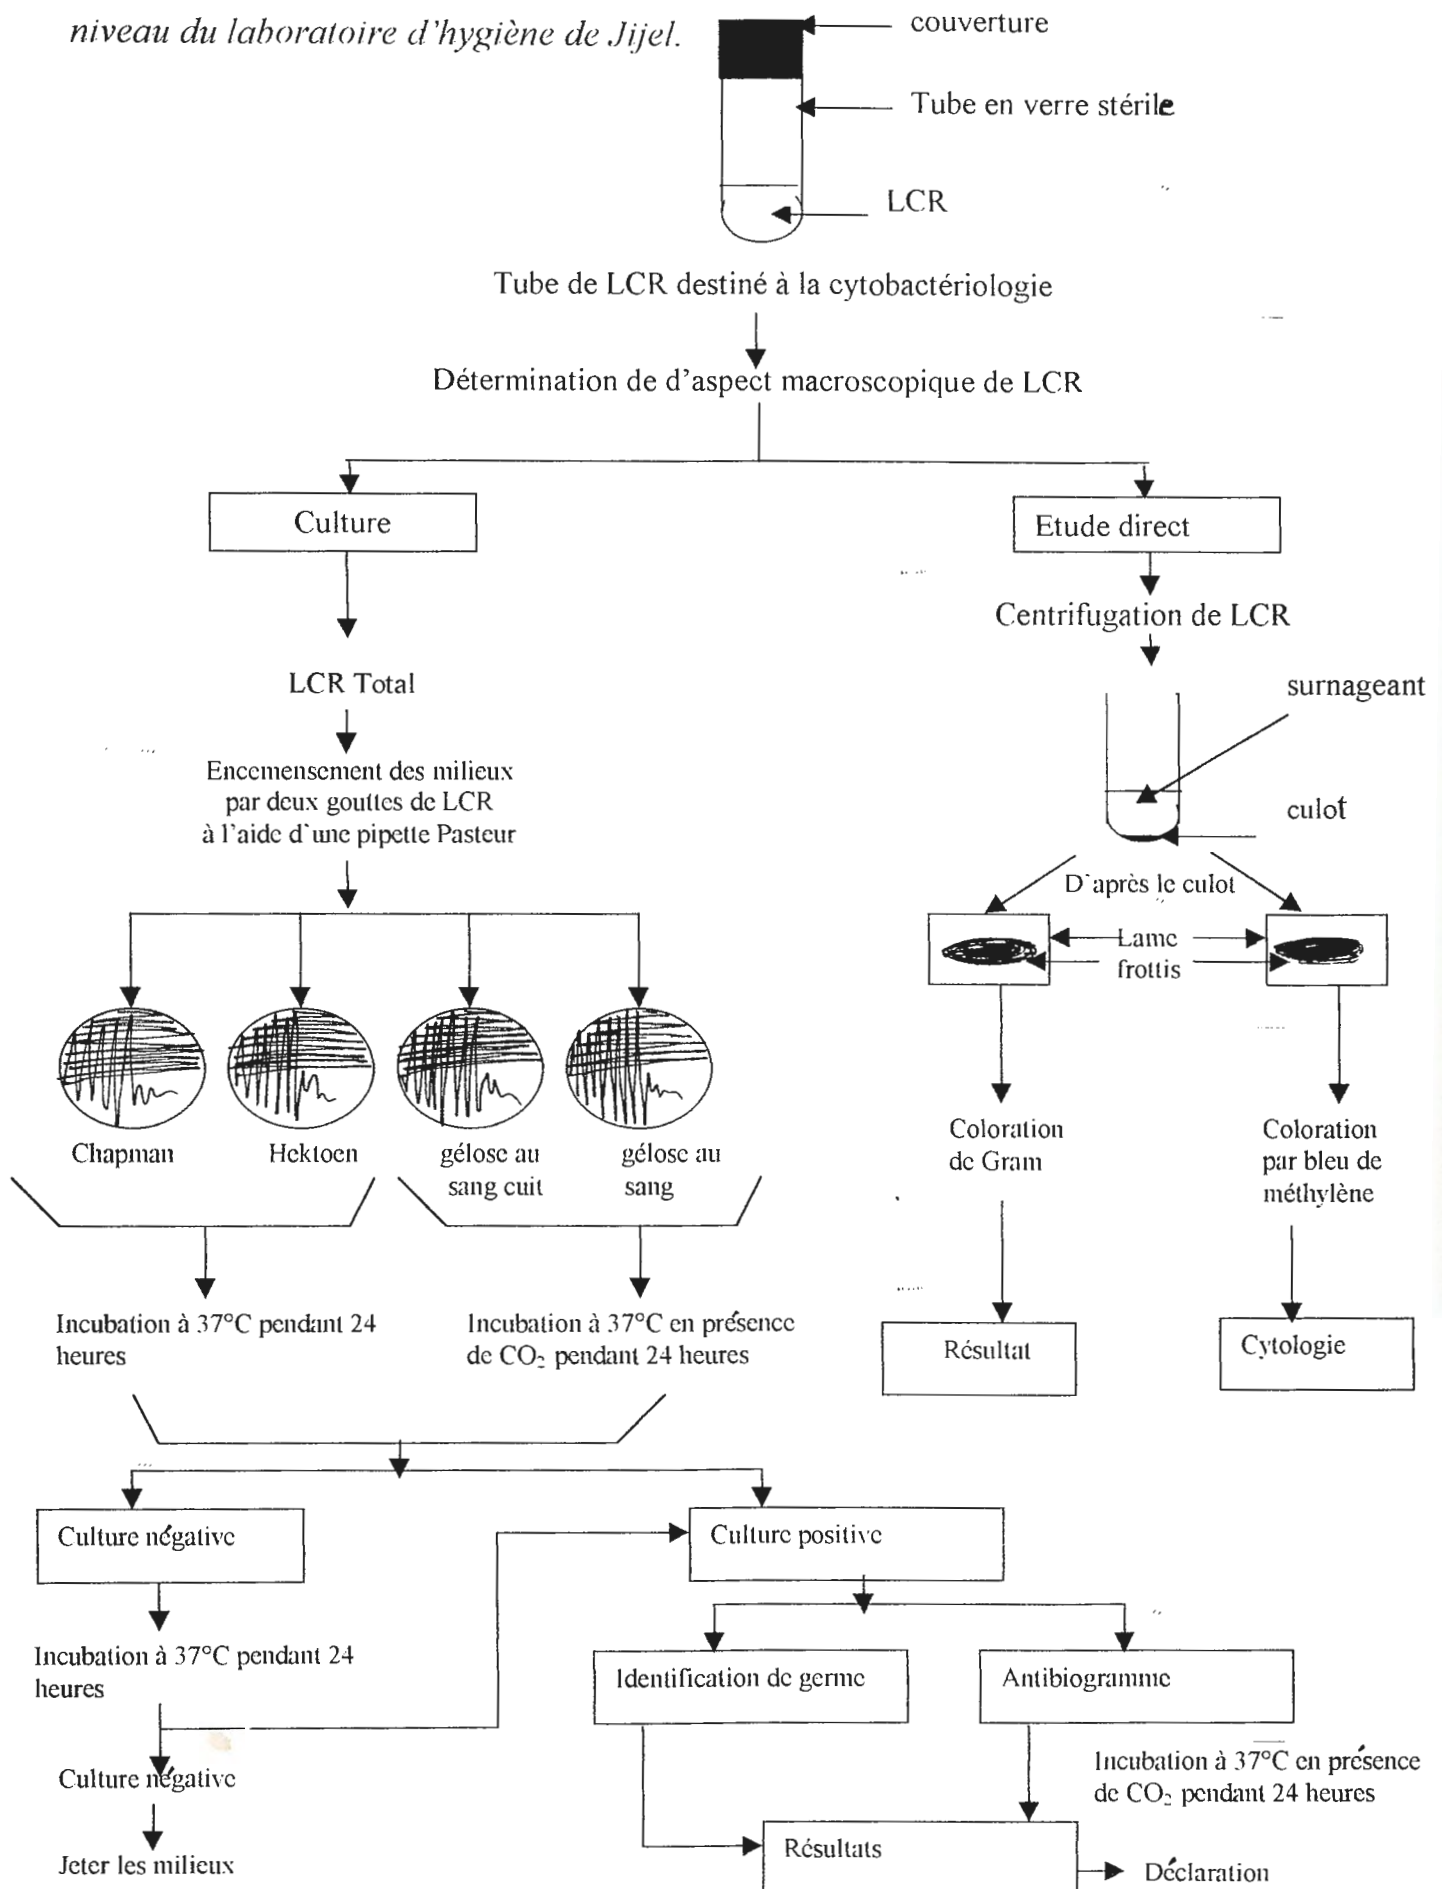 niveau du laboratoire d'hygiène de Jijel.
couverture
Tube en verre stérile
LCR
Tube de LCR destiné à la cytobactériologie
Détermination de d'aspect macroscopique de LCR
Culture
Etude direct
Centrifugation de LCR
LCR Total
surnageant
Encemensement des milieux
par deux gouttes de LCR
à l'aide d'une pipette Pasteur
culot
D'après le culot
Lame
frottis
Chapman
Hektoen
gélose au
sang cuit
gélose au
sang
Coloration
de Gram
Coloration
par bleu de
méthylène
Incubation à 37°C pendant 24
heures
Incubation à 37°C en présence
de CO₂ pendant 24 heures
Résultat
Cytologie
Culture négative
Culture positive
Incubation à 37°C pendant 24
heures
Identification de germe
Antibiogramme
Culture négative
Incubation à 37°C en présence
de CO₂ pendant 24 heures
Jeter les milieux
Résultats
Déclaration